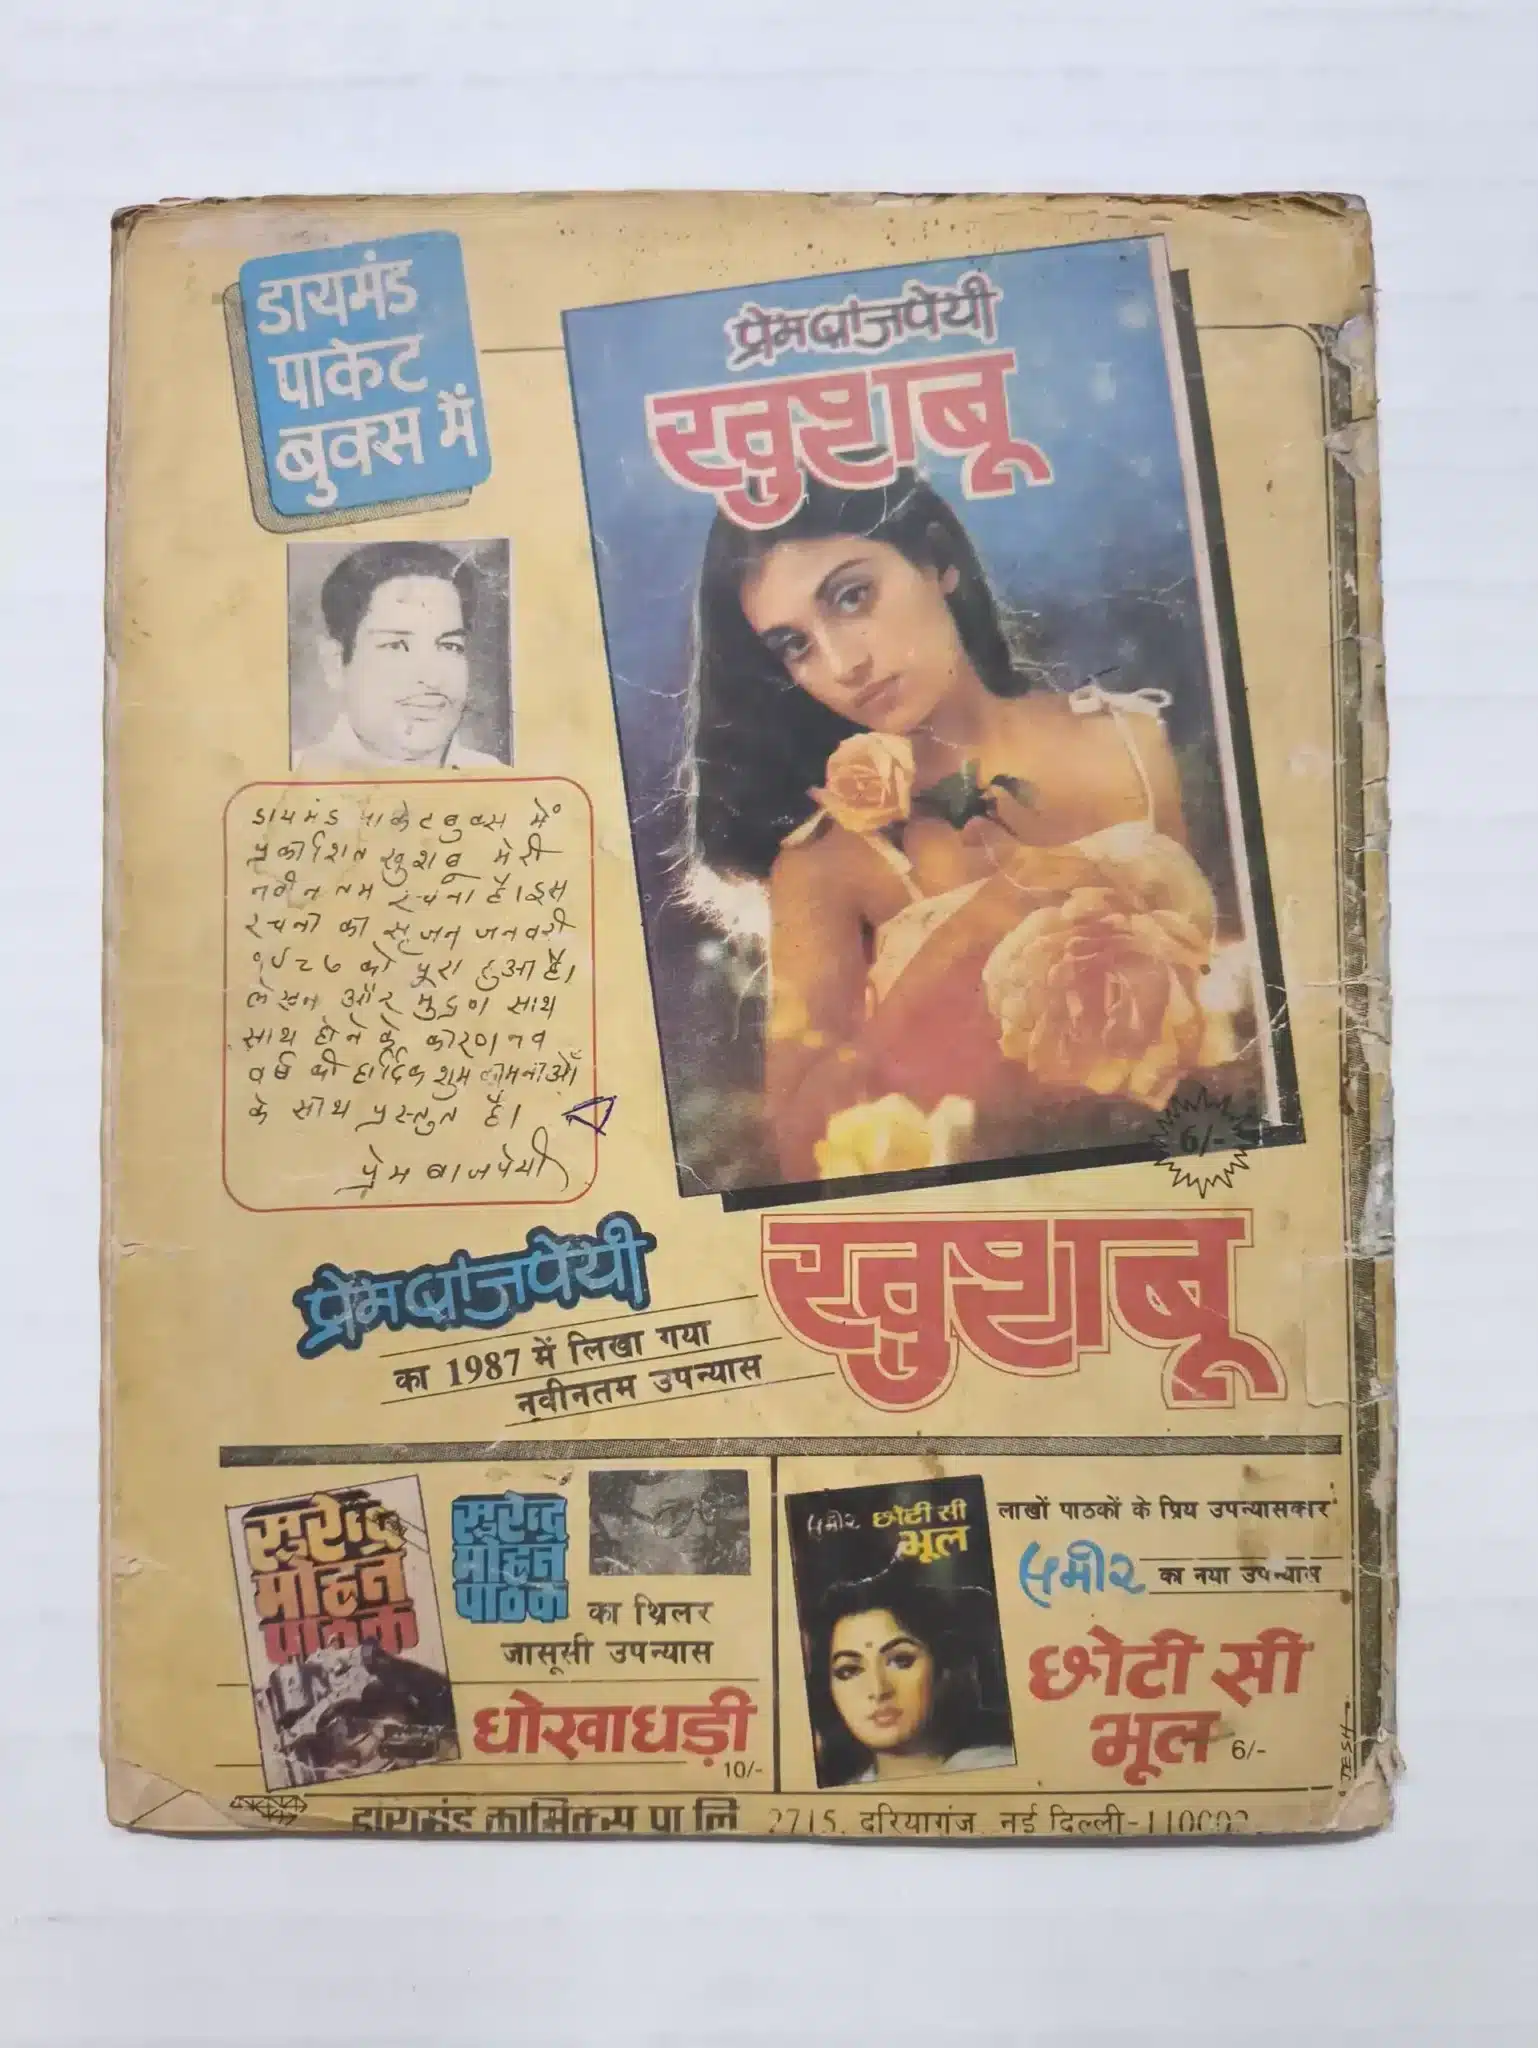 डायमंड
पाकेट
बुक्स में
प्रेम बाजपेयी
खुशबू
6/-
डायमंड पाकेट बुक्स में
प्रकाशित खुशबू मेरी
नवीनतम रचना है। इस
रचना का सृजन जनवरी
१९८७ को पूरा हुआ है।
लेखन और मुद्रण साथ
साथ होने के कारण नव
वर्ष की हार्दिक शुभ कामनाओं
के साथ प्रस्तुत है।
प्रेम बाजपेयी
प्रेम बाजपेयी
का 1987 में लिखा गया
नवीनतम उपन्यास
खुशबू
सुरेन्द्र
मोहन
पाठक
सुरेन्द्र
मोहन
पाठक
का थ्रिलर
जासूसी उपन्यास
धोखाधड़ी
10/-
समीर छोटी सी
भूल
लाखों पाठकों के प्रिय उपन्यासकार
समीर का नया उपन्यास
छोटी सी
भूल 6/-
JESH
डायमंड कामिक्स प्रा लि 2715, दरियागंज नई दिल्ली-110002